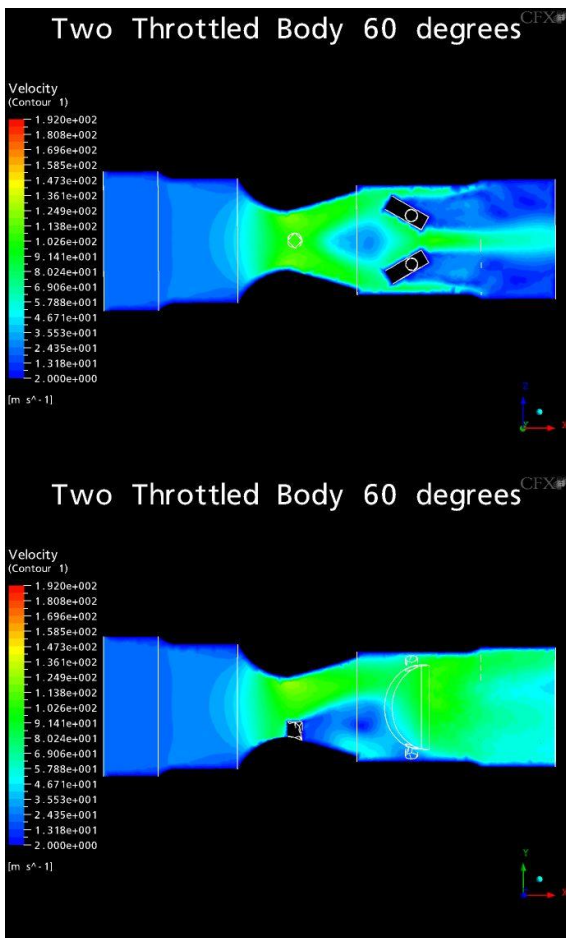 CFX
Two Throttled Body 60 degrees
Velocity
(Contour 1)
1.920e+002
1.808e+002
1.696e+002
1.585e+002
1.473e+002
1.361e+002
1.249e+002
1.138e+002
1.026e+002
9.141e+001
8.024e+001
6.906e+001
5.788e+001
4.671e+001
3.553e+001
2.435e+001
1.318e+001
2.000e+000
[m s^-1]
Z
Y
X
CFX
Two Throttled Body 60 degrees
Velocity
(Contour 1)
1.920e+002
1.808e+002
1.696e+002
1.585e+002
1.473e+002
1.361e+002
1.249e+002
1.138e+002
1.026e+002
9.141e+001
8.024e+001
6.906e+001
5.788e+001
4.671e+001
3.553e+001
2.435e+001
1.318e+001
2.000e+000
[m s^-1]
Y
X